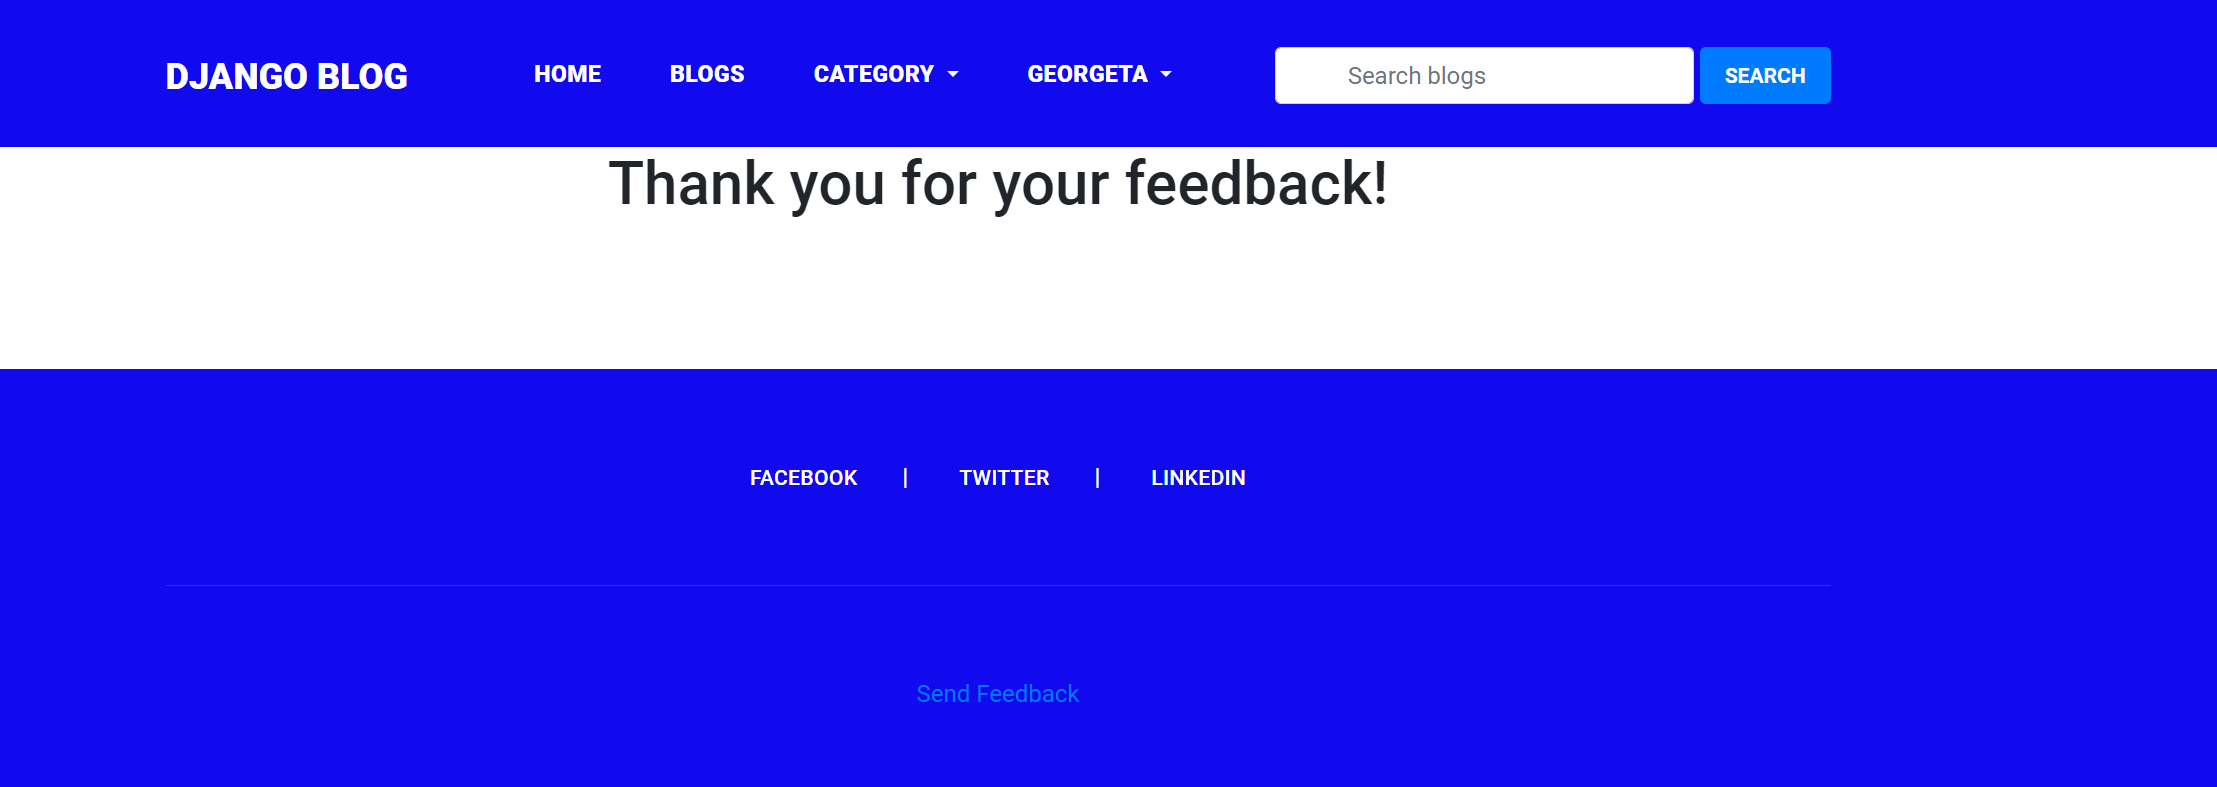 DJANGO BLOG HOME BLOGS CATEGORY GEORGETA Search blogs SEARCH
Thank you for your feedback!
FACEBOOK | TWITTER | LINKEDIN
Send Feedback